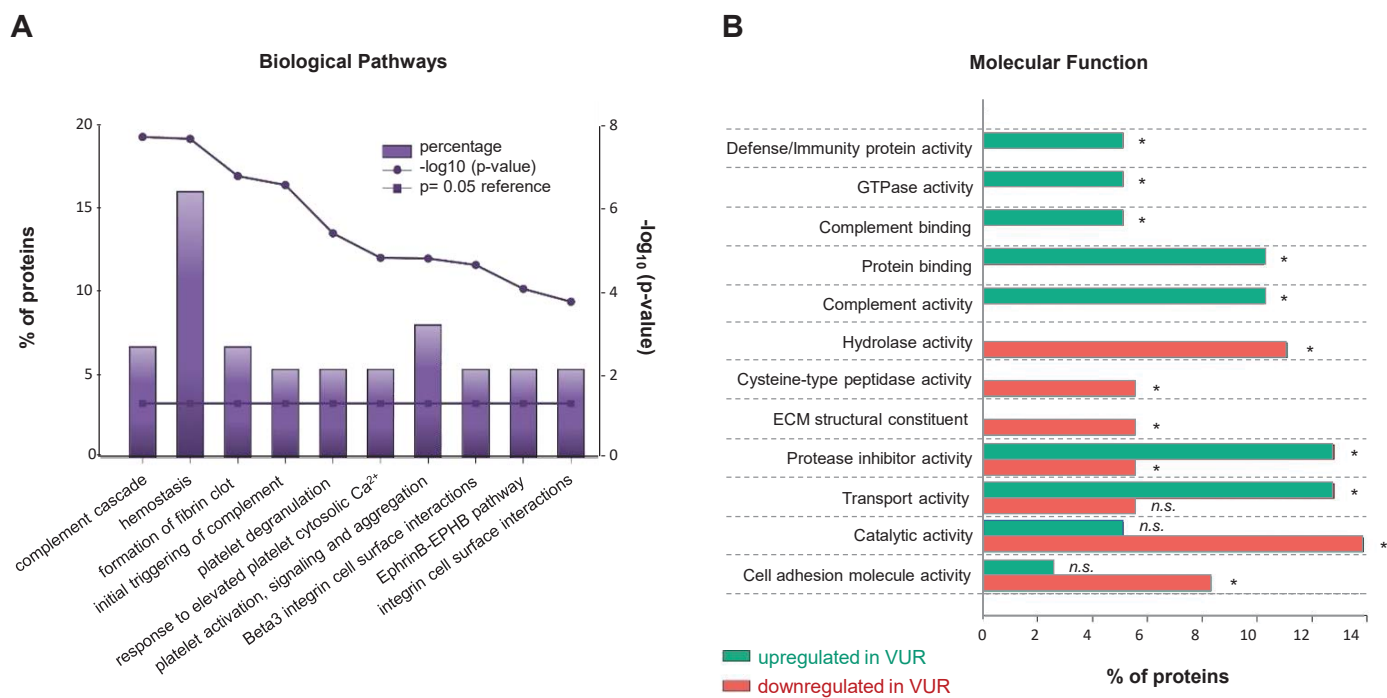 A
Biological Pathways
% of proteins
20
15
10
5
0
8
6
4
2
0
-log10 (p-value)
percentage
-log10 (p-value)
p= 0.05 reference
complement cascade
hemostasis
formation of fibrin clot
initial triggering of complement
platelet degranulation
response to elevated platelet cytosolic Ca2+
platelet activation, signaling and aggregation
Beta3 integrin cell surface interactions
EphrinB-EPHB pathway
integrin cell surface interactions
B
Molecular Function
Defense/Immunity protein activity *
GTPase activity *
Complement binding *
Protein binding *
Complement activity *
Hydrolase activity *
Cysteine-type peptidase activity *
ECM structural constituent *
Protease inhibitor activity *
*
Transport activity *
n.s.
Catalytic activity n.s.
*
Cell adhesion molecule activity n.s.
*
0 2 4 6 8 10 12 14
% of proteins
upregulated in VUR
downregulated in VUR